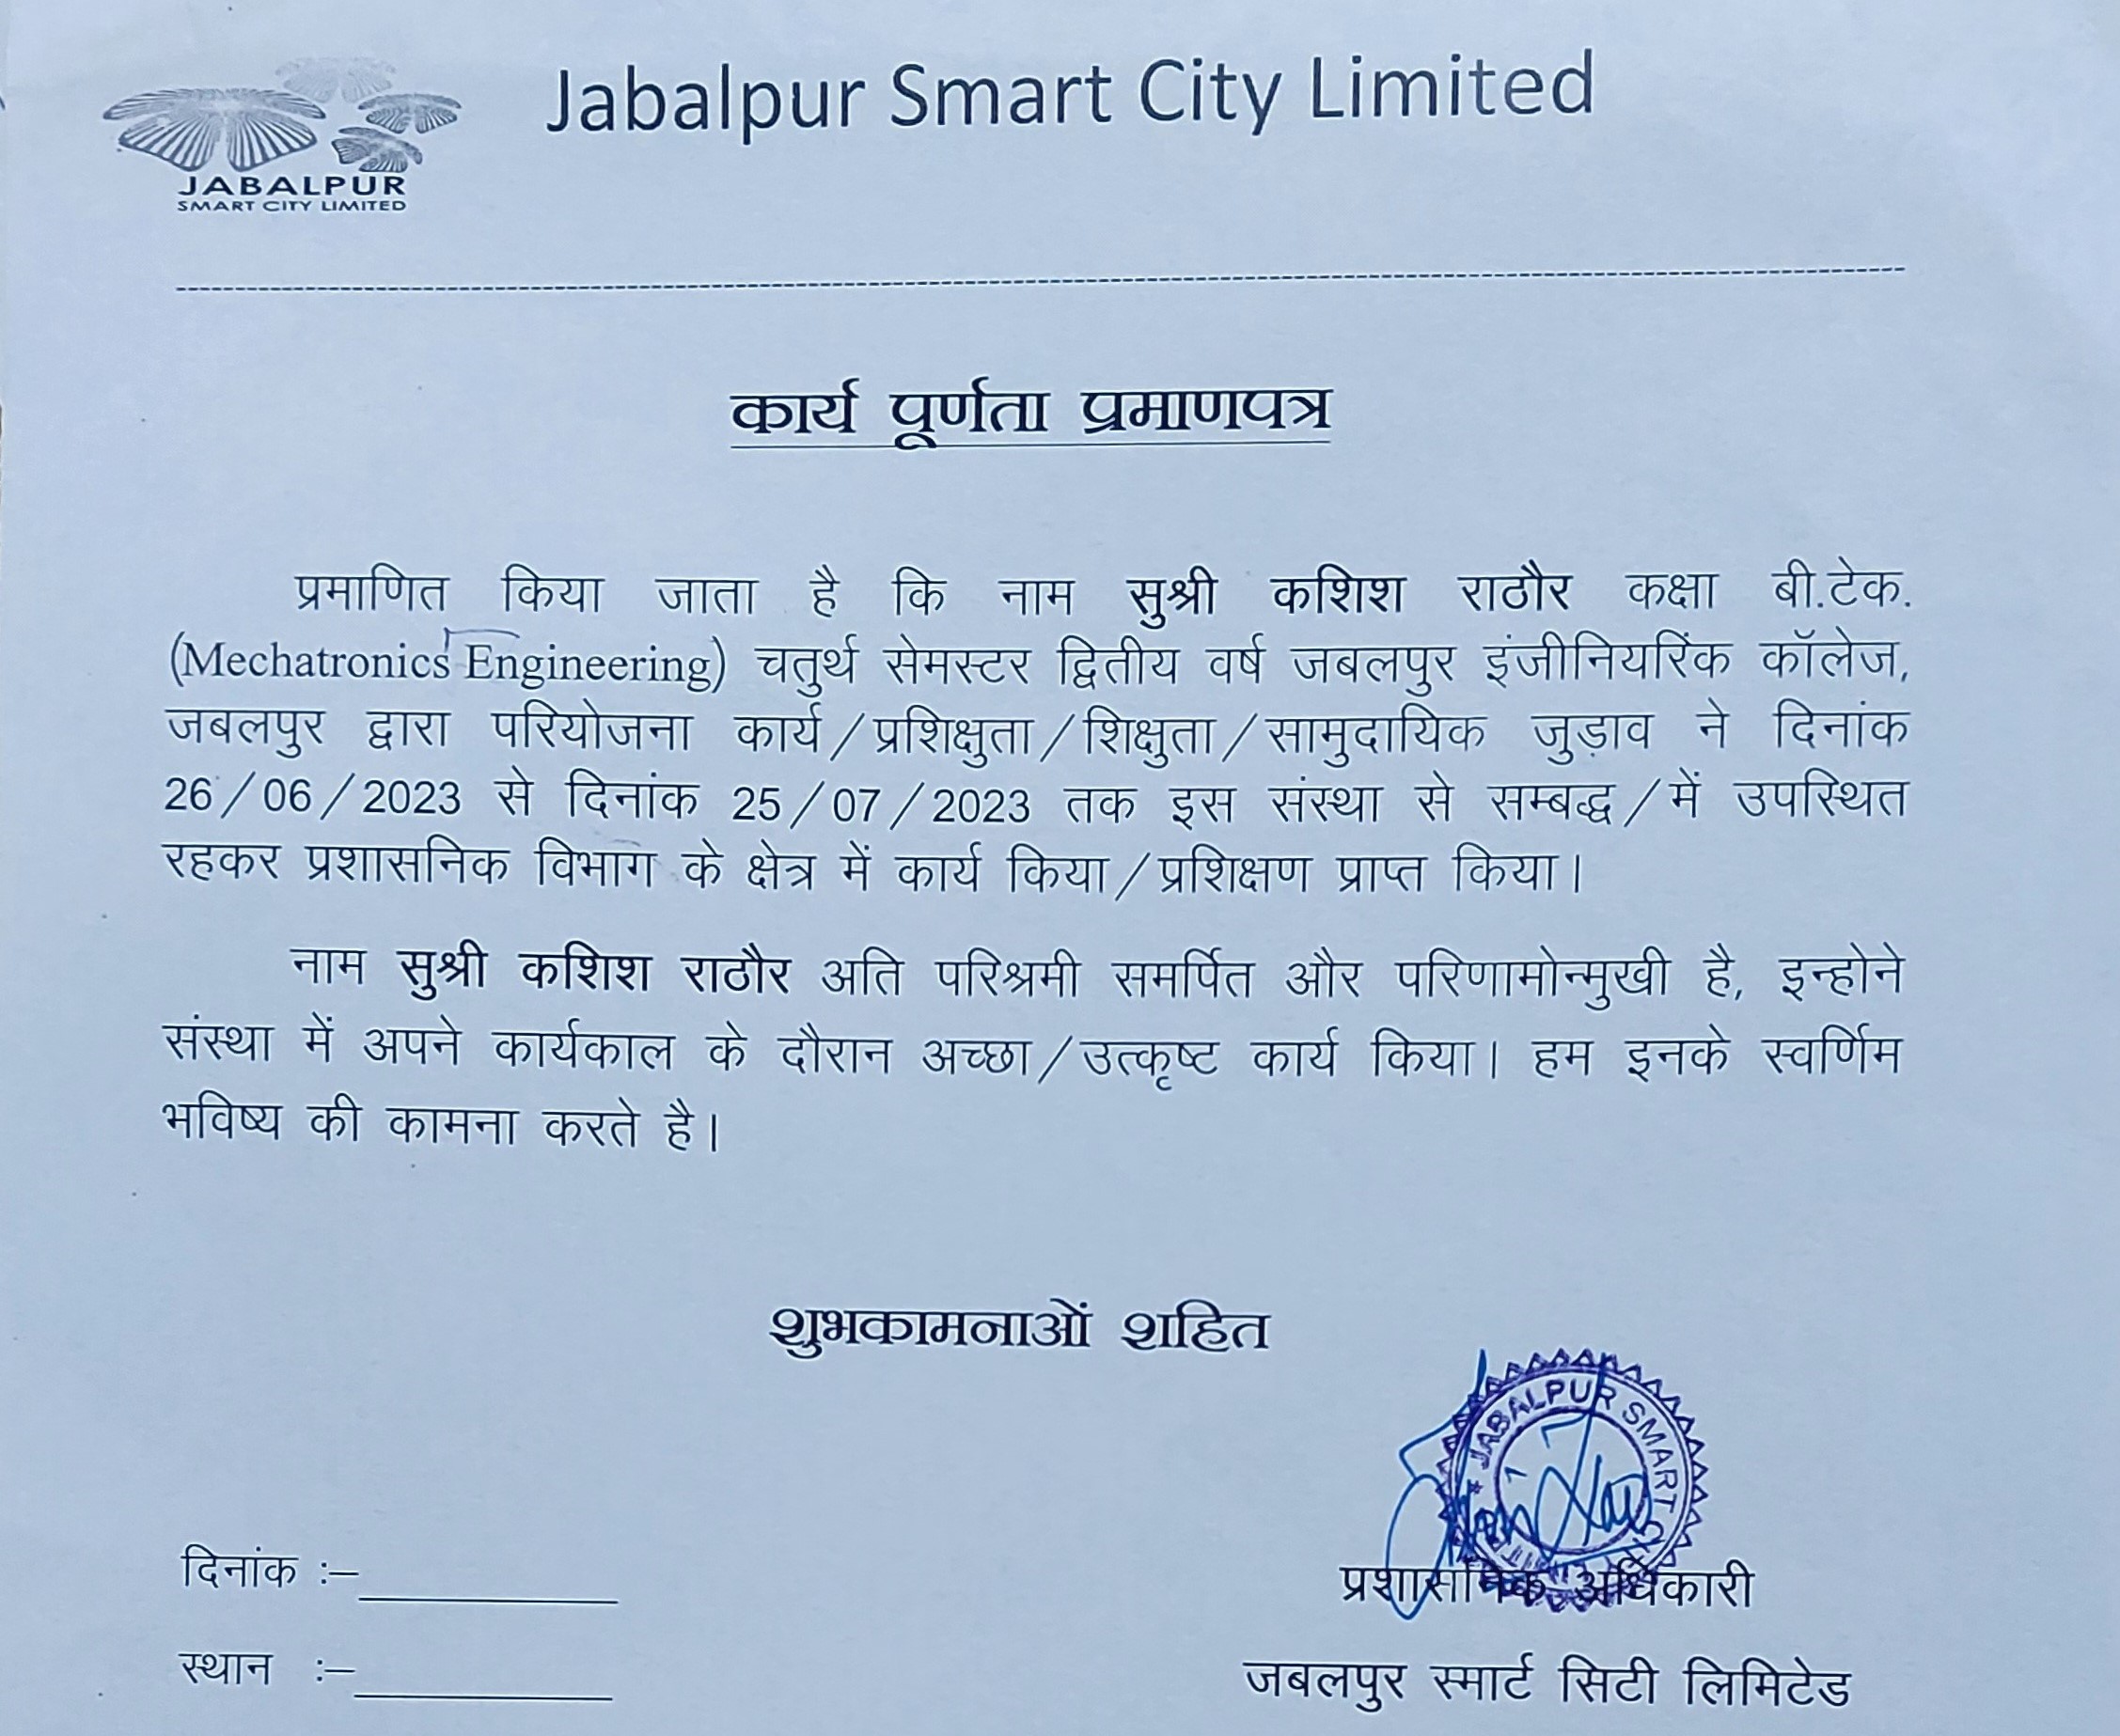 Jabalpur Smart City Limited
JABALPUR
SMART CITY LIMITED
कार्य पूर्णता प्रमाणपत्र
प्रमाणित किया जाता है कि नाम सुश्री कशिश राठौर कक्षा बी.टेक.
(Mechatronics Engineering) चतुर्थ सेमस्टर द्वितीय वर्ष जबलपुर इंजीनियरिंक कॉलेज,
जबलपुर द्वारा परियोजना कार्य/प्रशिक्षुता/शिक्षुता/सामुदायिक जुड़ाव ने दिनांक
26/06/2023 से दिनांक 25/07/2023 तक इस संस्था से सम्बद्ध/में उपस्थित
रहकर प्रशासनिक विभाग के क्षेत्र में कार्य किया/प्रशिक्षण प्राप्त किया।
नाम सुश्री कशिश राठौर अति परिश्रमी समर्पित और परिणामोन्मुखी है, इन्होने
संस्था में अपने कार्यकाल के दौरान अच्छा/उत्कृष्ट कार्य किया। हम इनके स्वर्णिम
भविष्य की कामना करते है।
शुभकामनाओं शहित
JABALPUR SMART
दिनांक :–
प्रशासनिक अधिकारी
स्थान :–
जबलपुर स्मार्ट सिटी लिमिटेड